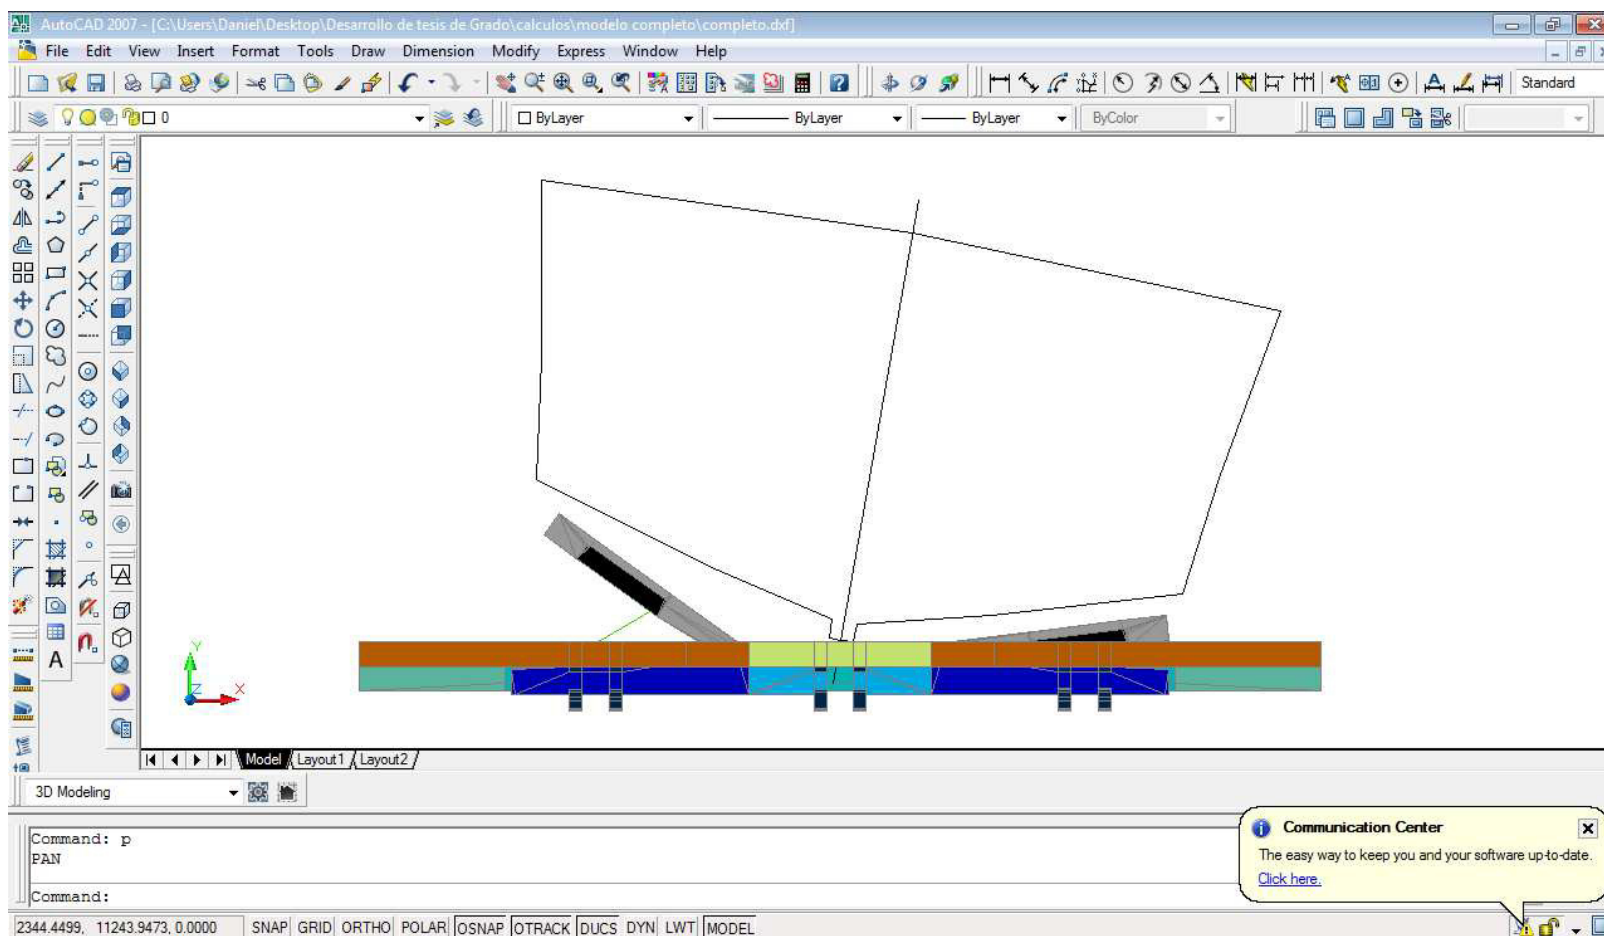 AutoCAD 2007 - [C:\Users\Daniel\Desktop\Desarrollo de tesis de Grado\calculos\modelo completo\completo.dxf]
File Edit View Insert Format Tools Draw Dimension Modify Express Window Help
Standard
0 ByLayer ByLayer ByLayer ByColor
A
Y
Z X
Model Layout1 Layout2
3D Modeling
Command: p
PAN
Command:
Communication Center
The easy way to keep you and your software up-to-date.
Click here.
2344.4499, 11243.9473, 0.0000 SNAP GRID ORTHO POLAR OSNAP OTRACK DUCS DYN LWT MODEL